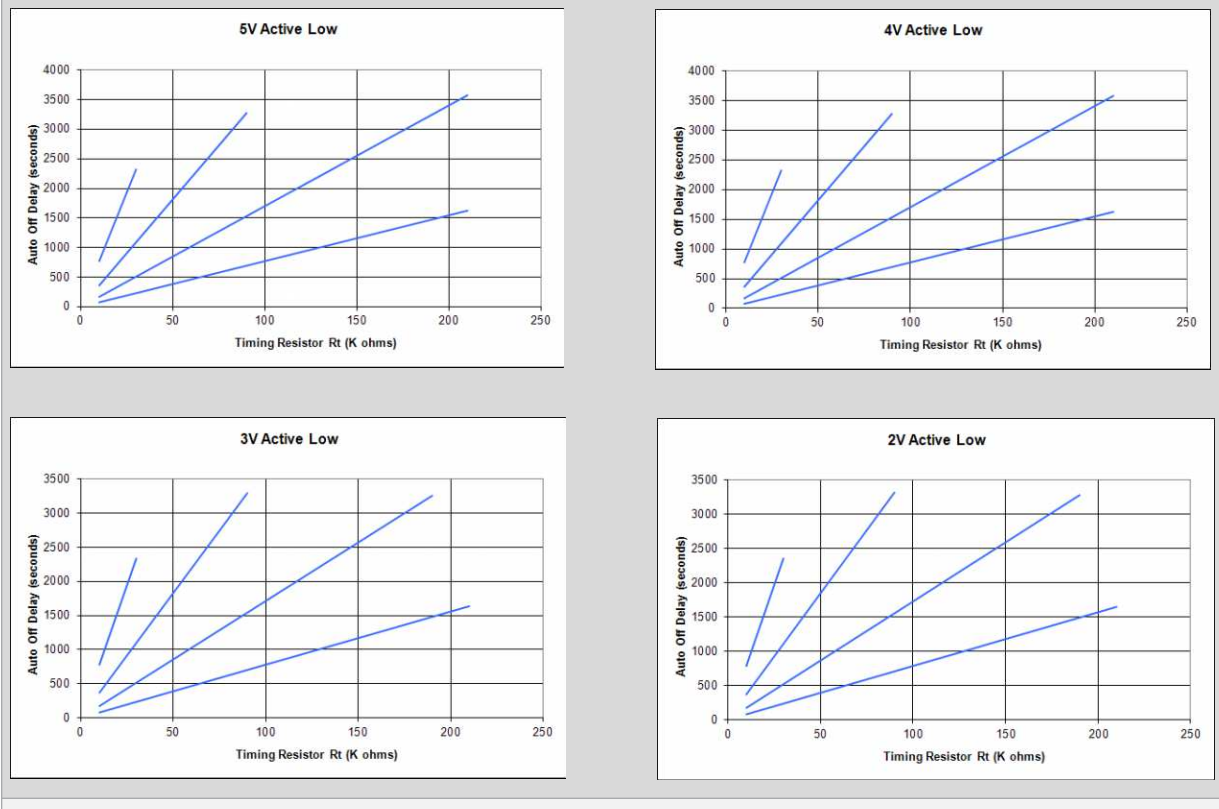 5V Active Low
4000
3500
3000
2500
2000
1500
1000
500
0
0 50 100 150 200 250
Auto Off Delay (seconds)
Timing Resistor Rt (K ohms)
4V Active Low
4000
3500
3000
2500
2000
1500
1000
500
0
0 50 100 150 200 250
Auto Off Delay (seconds)
Timing Resistor Rt (K ohms)
3V Active Low
3500
3000
2500
2000
1500
1000
500
0
0 50 100 150 200 250
Auto Off Delay (seconds)
Timing Resistor Rt (K ohms)
2V Active Low
3500
3000
2500
2000
1500
1000
500
0
0 50 100 150 200 250
Auto Off Delay (seconds)
Timing Resistor Rt (K ohms)